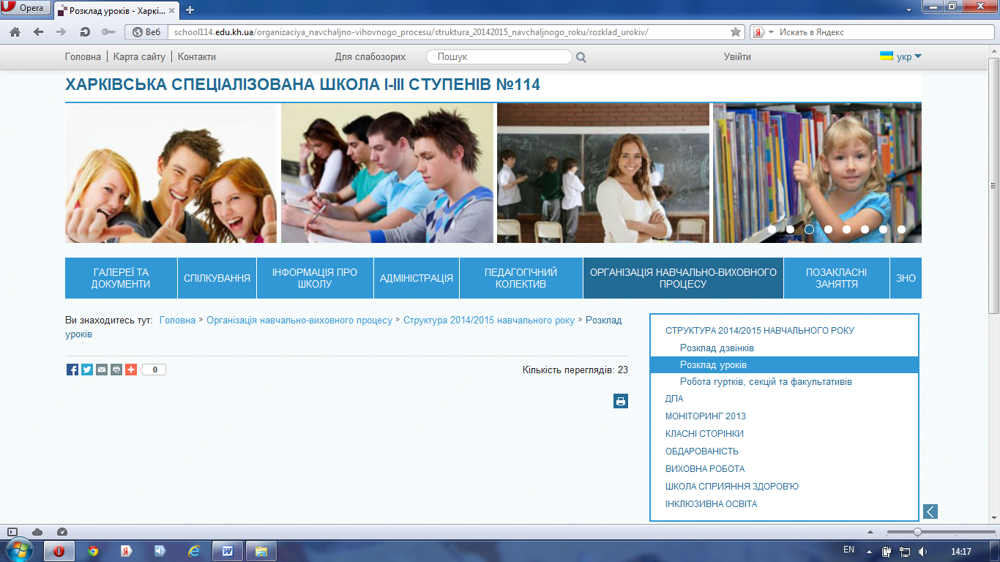 Opera
Розклад уроків - Харкі...
Веб
school114.edu.kh.ua/organizaciya_navchaljno-vihovnogo_procesu/struktura_20142015_navchaljnogo_roku/rozklad_urokiv/
Искать в Яндекс
Головна | Карта сайту | Контакти
Для слабозорих
Пошук
Увійти
укр
ХАРКІВСЬКА СПЕЦІАЛІЗОВАНА ШКОЛА І-ІІІ СТУПЕНІВ №114
ГАЛЕРЕЇ ТА
ДОКУМЕНТИ
СПІЛКУВАННЯ
ІНФОРМАЦІЯ ПРО
ШКОЛУ
АДМІНІСТРАЦІЯ
ПЕДАГОГІЧНИЙ
КОЛЕКТИВ
ОРГАНІЗАЦІЯ НАВЧАЛЬНО-ВИХОВНОГО
ПРОЦЕСУ
ПОЗАКЛАСНІ
ЗАНЯТТЯ
ЗНО
Ви знаходитесь тут: Головна » Організація навчально-виховного процесу » Структура 2014/2015 навчального року » Розклад
уроків
0
Кількість переглядів: 23
СТРУКТУРА 2014/2015 НАВЧАЛЬНОГО РОКУ
Розклад дзвінків
Розклад уроків
Робота гуртків, секцій та факультативів
ДПА
МОНІТОРИНГ 2013
КЛАСНІ СТОРІНКИ
ОБДАРОВАНІСТЬ
ВИХОВНА РОБОТА
ШКОЛА СПРИЯННЯ ЗДОРОВ'Ю
ІНКЛЮЗИВНА ОСВІТА
EN
14:17